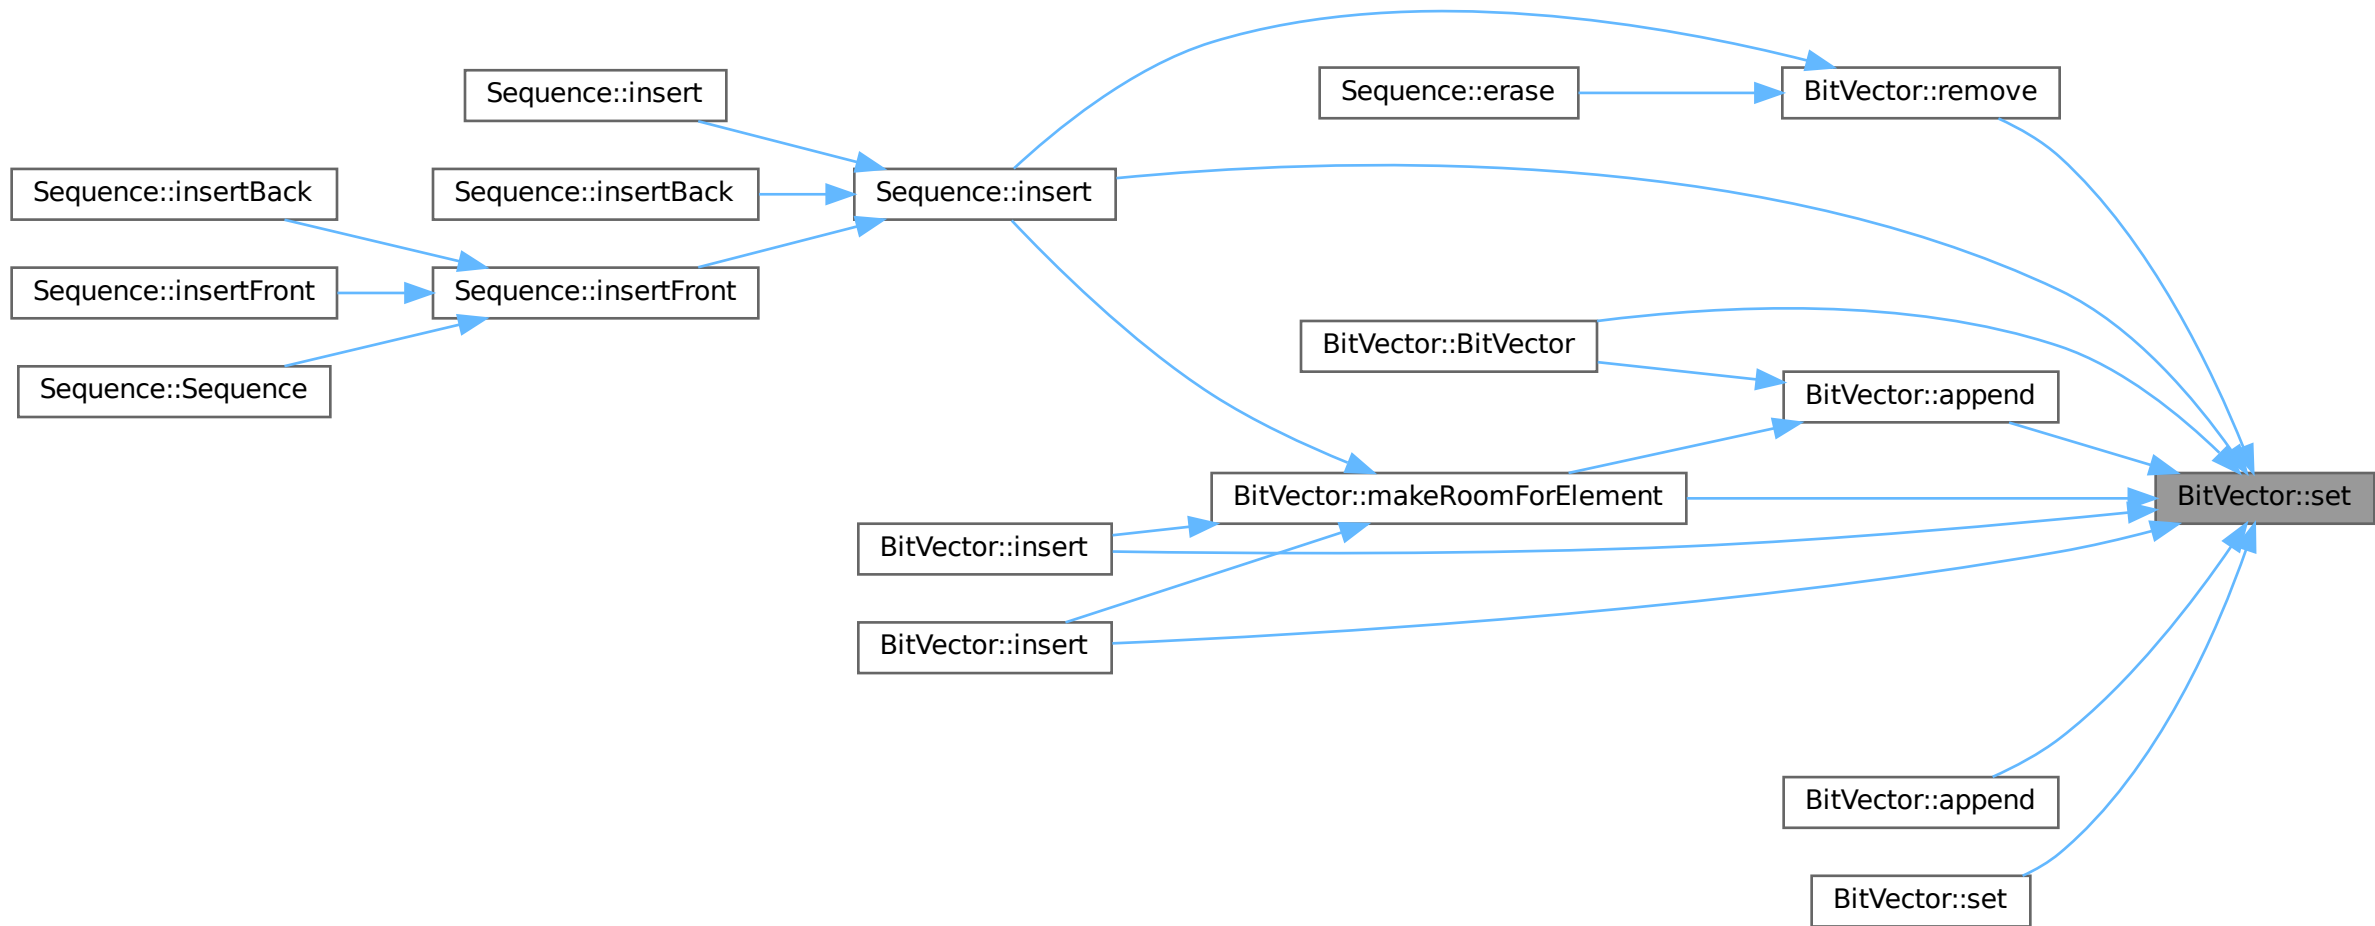 Sequence::insert
Sequence::erase
BitVector::remove
Sequence::insertBack
Sequence::insertBack
Sequence::insert
Sequence::insertFront
Sequence::insertFront
BitVector::BitVector
Sequence::Sequence
BitVector::append
BitVector::makeRoomForElement
BitVector::set
BitVector::insert
BitVector::insert
BitVector::append
BitVector::set